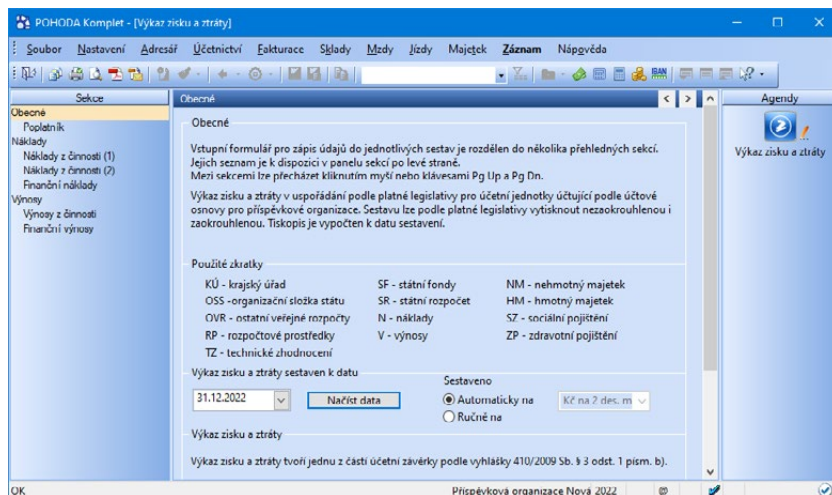 POHODA Komplet - [Výkaz zisku a ztráty]
Soubor Nastavení Adresář Účetnictví Fakturace Sklady Mzdy Jízdy Majetek Záznam Nápověda
IBAN
Sekce
Obecné
Poplatník
Náklady
Náklady z činnosti (1)
Náklady z činnosti (2)
Finanční náklady
Výnosy
Výnosy z činnosti
Finanční výnosy
Obecné
Obecné
Vstupní formulář pro zápis údajů do jednotlivých sestav je rozdělen do několika přehledných sekcí.
Jejich seznam je k dispozici v panelu sekcí po levé straně.
Mezi sekcemi lze přecházet kliknutím myší nebo klávesami Pg Up a Pg Dn.
Výkaz zisku a ztráty v uspořádání podle platné legislativy pro účetní jednotky účtující podle účtové
osnovy pro příspěvkové organizace. Sestavu lze podle platné legislativy vytisknout nezaokrouhlenou i
zaokrouhlenou. Tiskopis je vypočten k datu sestavení.
Použité zkratky
KÚ - krajský úřad SF - státní fondy NM - nehmotný majetek
OSS -organizační složka státu SR - státní rozpočet HM - hmotný majetek
OVR - ostatní veřejné rozpočty N - náklady SZ - sociální pojištění
RP - rozpočtové prostředky V - výnosy ZP - zdravotní pojištění
TZ - technické zhodnocení
Výkaz zisku a ztráty sestaven k datu
Sestaveno
31.12.2022 Načíst data Automaticky na Kč na 2 des. m
Ručně na
Výkaz zisku a ztráty
Výkaz zisku a ztráty tvoří jednu z částí účetní závěrky podle vyhlášky 410/2009 Sb. § 3 odst. 1 písm. b).
Agendy
Výkaz zisku a ztráty
OK Příspěvková organizace Nová 2022 @